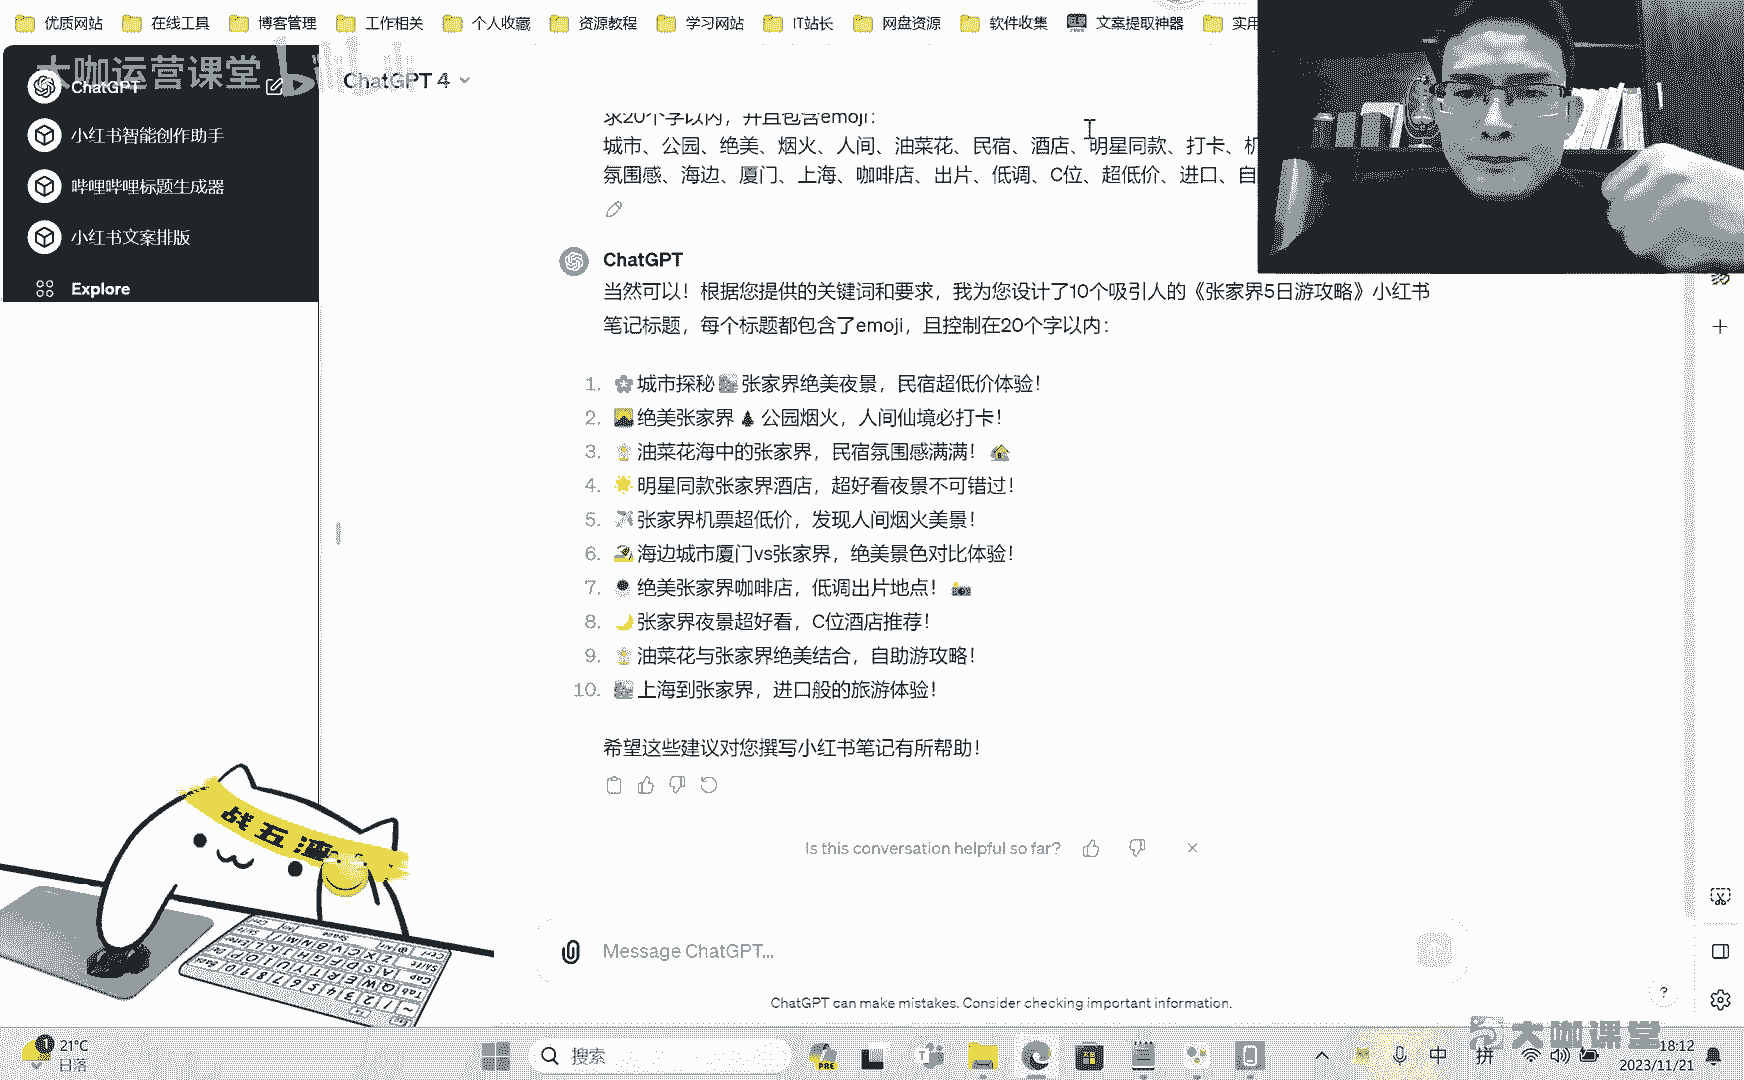 优质网站 在线工具 博客管理 工作相关 个人收藏 资源教程 学习网站 IT站长 网盘资源 软件收集 文案提取神器 实用
大咖运营课堂 bilibili
ChatGPT
ChatGPT 4
小红书智能创作助手
哔哩哔哩标题生成器
小红书文案排版
Explore
求20个字以内，并且包含emoji：
城市、公园、绝美、烟火、人间、油菜花、民宿、酒店、明星同款、打卡、机
氛围感、海边、厦门、上海、咖啡店、出片、低调、C位、超低价、进口、自
ChatGPT
当然可以！根据您提供的关键词和要求，我为您设计了10个吸引人的《张家界5日游攻略》小红书
笔记标题，每个标题都包含了emoji，且控制在20个字以内：
1. 🌸城市探秘🏙️张家界绝美夜景，民宿超低价体验！
2. 🌄绝美张家界🌲公园烟火，人间仙境必打卡！
3. 🌼油菜花海中的张家界，民宿氛围感满满！🏡
4. 🌟明星同款张家界酒店，超好看夜景不可错过！
5. ✈️张家界机票超低价，发现人间烟火美景！
6. 🏖️海边城市厦门vs张家界，绝美景色对比体验！
7. ☕绝美张家界咖啡店，低调出片地点！📸
8. 🌙张家界夜景超好看，C位酒店推荐！
9. 🌼油菜花与张家界绝美结合，自助游攻略！
10. 🏙️上海到张家界，进口般的旅游体验！
希望这些建议对您撰写小红书笔记有所帮助！
Is this conversation helpful so far?
战五渣
Message ChatGPT...
ChatGPT can make mistakes. Consider checking important information.
?
大咖课堂
21°C
日落
搜索
PRE
中
拼
18:12
2023/11/21